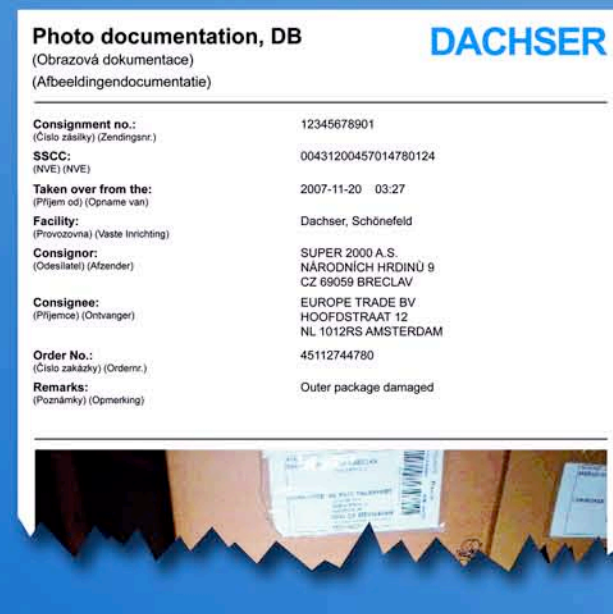 Photo documentation, DB
DACHSER
(Obrazová dokumentace)
(Afbeeldingendocumentatie)
Consignment no.: 12345678901
(Číslo zásilky) (Zendingsnr.)
SSCC: 00431200457014780124
(NVE) (NVE)
Taken over from the: 2007-11-20 03:27
(Příjem od) (Opname van)
Facility: Dachser, Schönefeld
(Provozovna) (Vaste Inrichting)
Consignor: SUPER 2000 A.S.
(Odesílatel) (Afzender) NÁRODNÍCH HRDINŮ 9
CZ 69059 BRECLAV
Consignee: EUROPE TRADE BV
(Příjemce) (Ontvanger) HOOFDSTRAAT 12
NL 1012RS AMSTERDAM
Order No.: 45112744780
(Číslo zakázky) (Ordernr.)
Remarks: Outer package damaged
(Poznámky) (Opmerking)